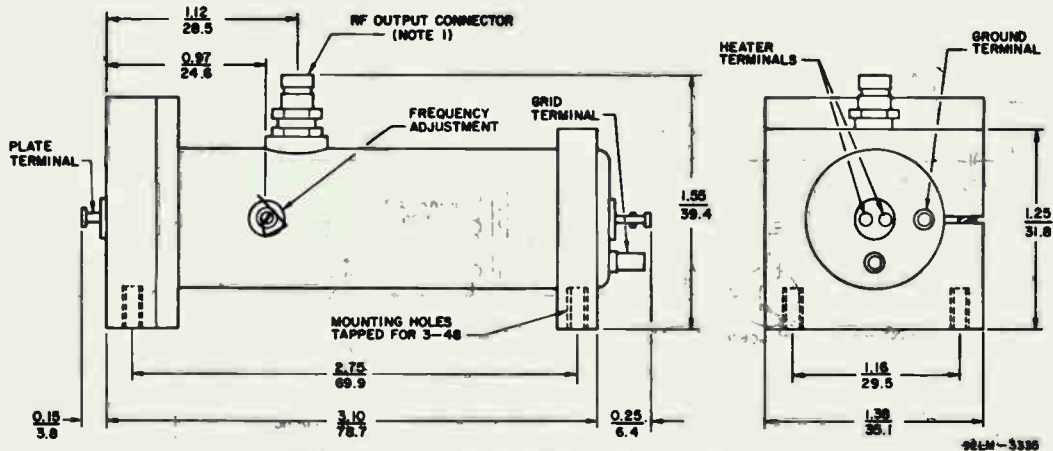 1.12
28.5
RF OUTPUT CONNECTOR
(NOTE 1)
0.97
24.6
FREQUENCY
ADJUSTMENT
GRID
TERMINAL
PLATE
TERMINAL
1.55
39.4
MOUNTING HOLES
TAPPED FOR 3-48
2.75
69.9
0.15
3.8
3.10
78.7
0.25
6.4
HEATER
TERMINALS
GROUND
TERMINAL
1.25
31.8
1.16
29.5
1.38
35.1
92LM-3335